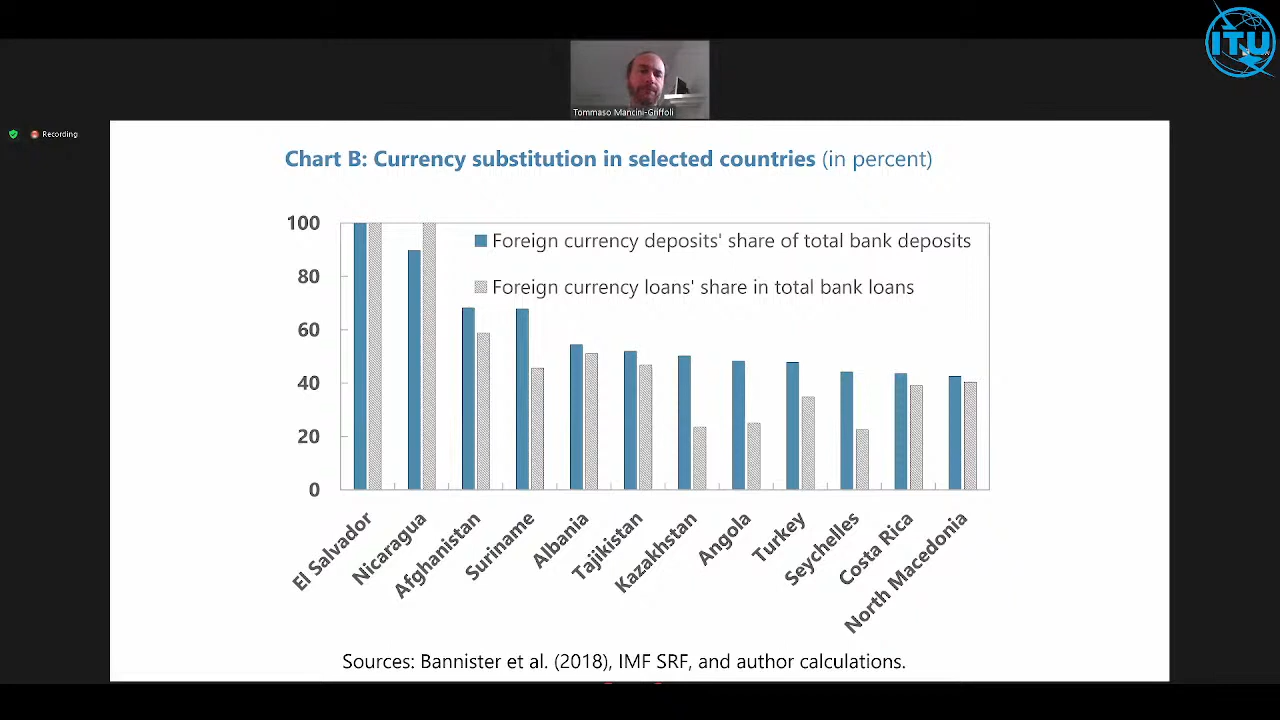 ITU
Tommaso Mancini-Griffoli
Recording
Chart B: Currency substitution in selected countries (in percent)
100
80
60
40
20
0
Foreign currency deposits' share of total bank deposits
Foreign currency loans' share in total bank loans
El Salvador
Nicaragua
Afghanistan
Suriname
Albania
Tajikistan
Kazakhstan
Angola
Turkey
Seychelles
Costa Rica
North Macedonia
Sources: Bannister et al. (2018), IMF SRF, and author calculations.